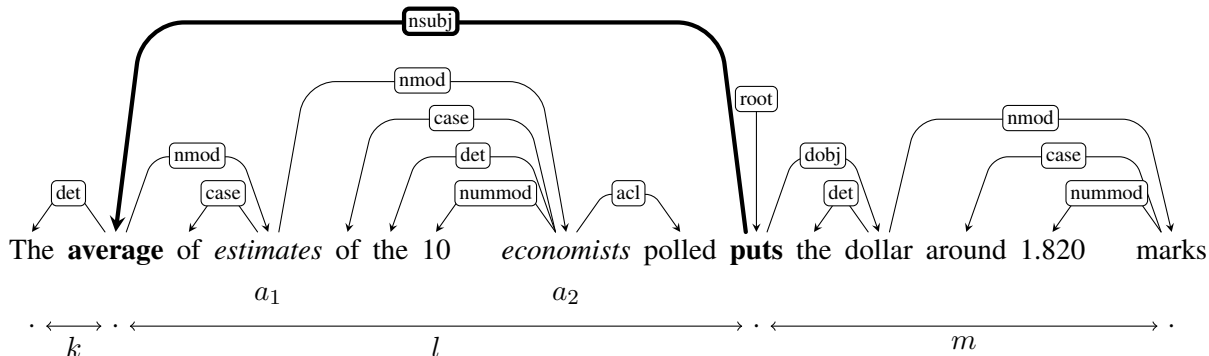 nsubj
nmod
root
case
nmod
nmod
det
dobj
case
det
case
nummod
acl
det
nummod
The average of estimates of the 10 economists polled puts the dollar around 1.820 marks
a₁ a₂
k l m